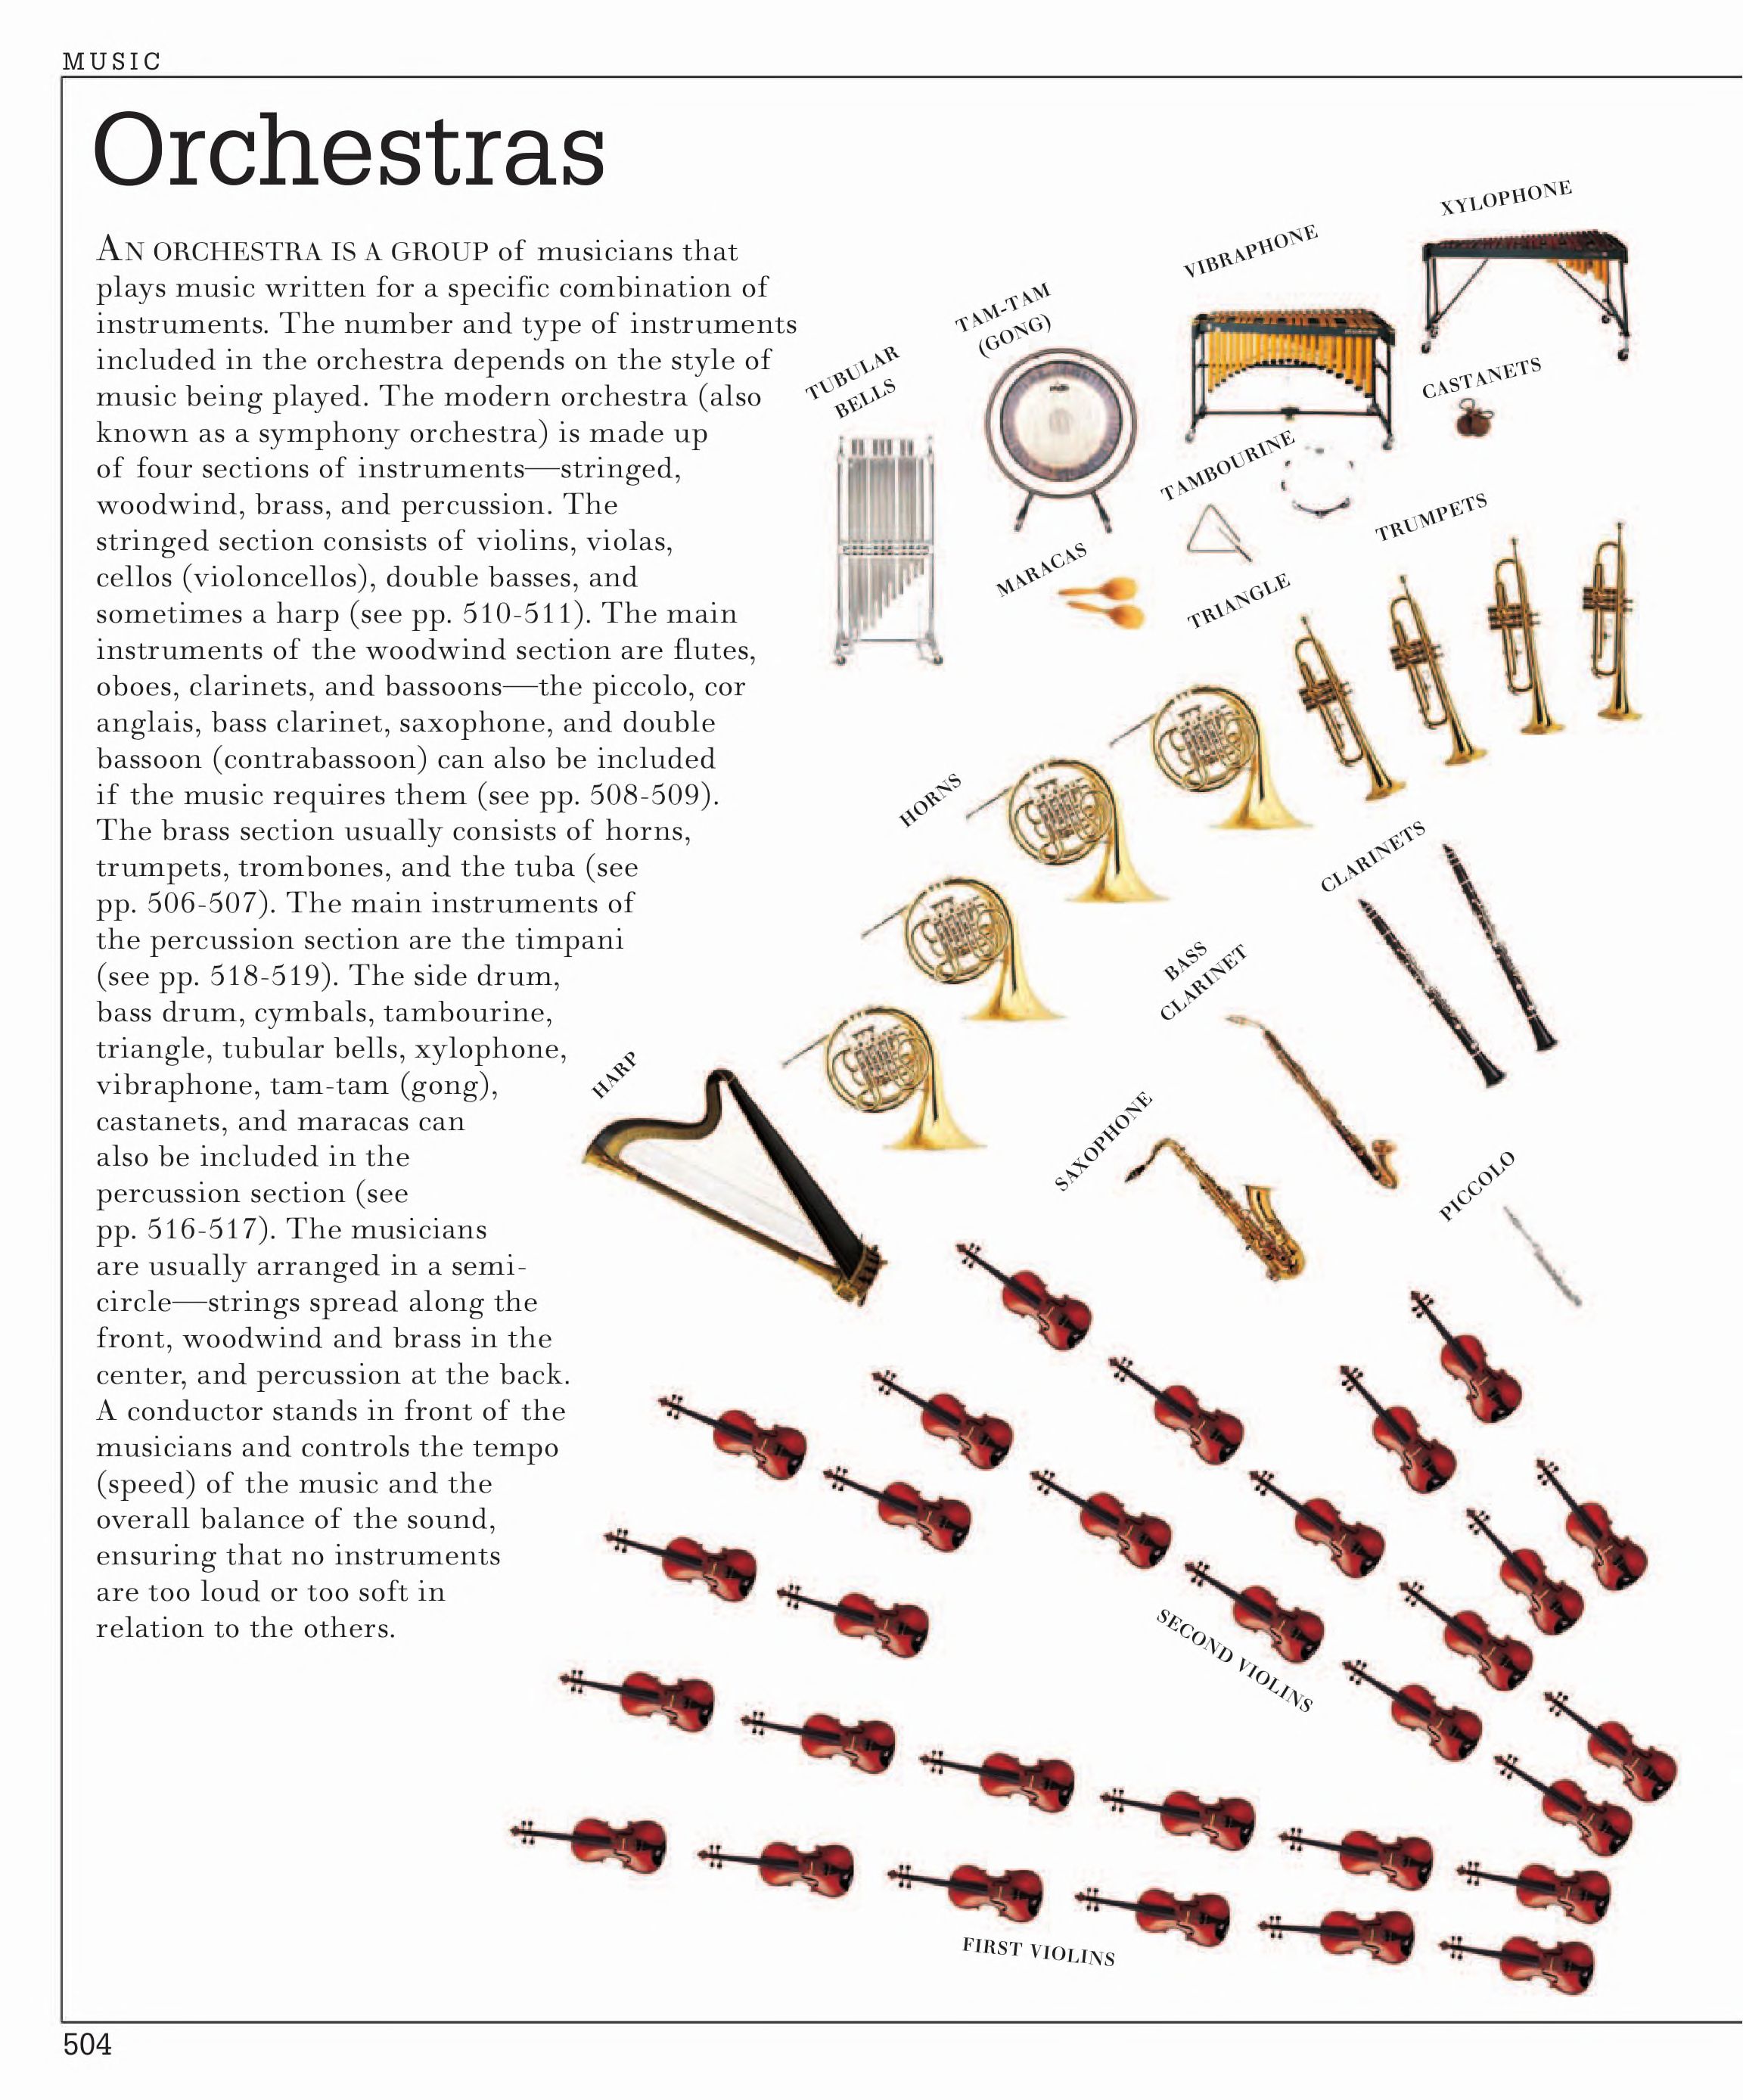 MUSIC
Orchestras
AN ORCHESTRA IS A GROUP of musicians that
plays music written for a specific combination of
instruments. The number and type of instruments
included in the orchestra depends on the style of
music being played. The modern orchestra (also
known as a symphony orchestra) is made up
of four sections of instruments—stringed,
woodwind, brass, and percussion. The
stringed section consists of violins, violas,
cellos (violoncellos), double basses, and
sometimes a harp (see pp. 510-511). The main
instruments of the woodwind section are flutes,
oboes, clarinets, and bassoons—the piccolo, cor
anglais, bass clarinet, saxophone, and double
bassoon (contrabassoon) can also be included
if the music requires them (see pp. 508-509).
The brass section usually consists of horns,
trumpets, trombones, and the tuba (see
pp. 506-507). The main instruments of
the percussion section are the timpani
(see pp. 518-519). The side drum,
bass drum, cymbals, tambourine,
triangle, tubular bells, xylophone,
vibraphone, tam-tam (gong),
castanets, and maracas can
also be included in the
percussion section (see
pp. 516-517). The musicians
are usually arranged in a semi-
circle—strings spread along the
front, woodwind and brass in the
center, and percussion at the back.
A conductor stands in front of the
musicians and controls the tempo
(speed) of the music and the
overall balance of the sound,
ensuring that no instruments
are too loud or too soft in
relation to the others.
XYLOPHONE
VIBRAPHONE
TAM-TAM
(GONG)
TUBULAR
BELLS
CASTANETS
TAMBOURINE
TRUMPETS
MARACAS
TRIANGLE
HORNS
CLARINETS
BASS
CLARINET
HARP
SAXOPHONE
PICCOLO
SECOND VIOLINS
FIRST VIOLINS
504